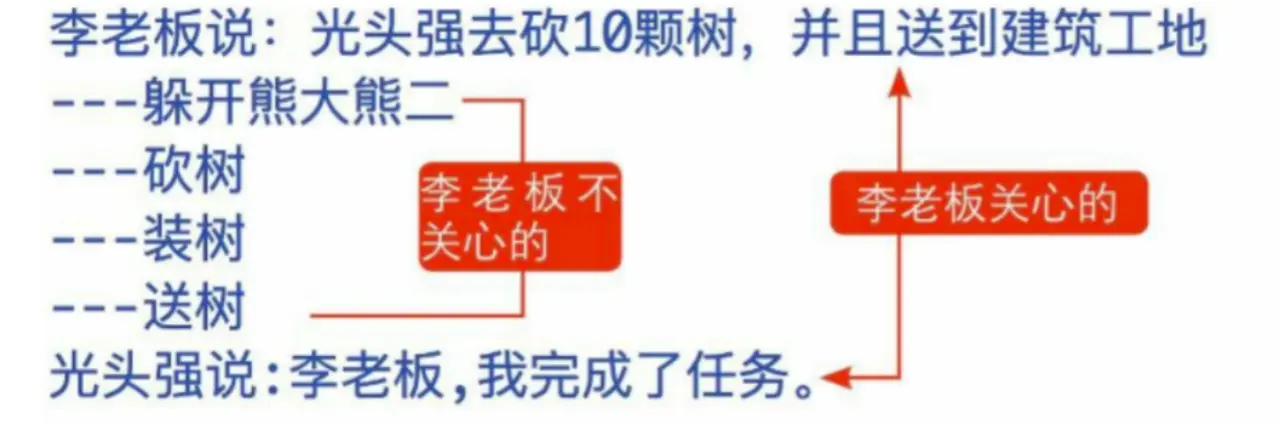 李老板说：光头强去砍10颗树，并且送到建筑工地
---躲开熊大熊二
---砍树
李老板不
关心的
李老板关心的
---装树
---送树
光头强说:李老板,我完成了任务。